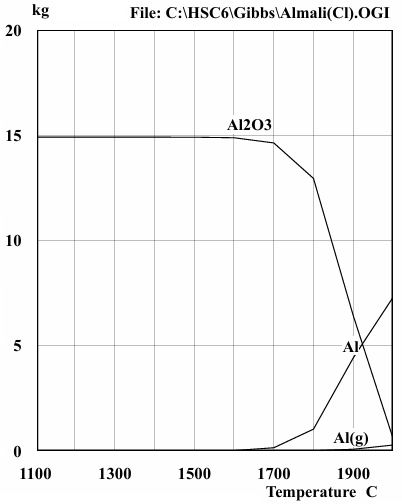 kg
File: C:\HSC6\Gibbs\Almali(Cl).OGI
20
Al2O3
15
10
5
Al
Al(g)
0
1100 1300 1500 1700 1900
Temperature C